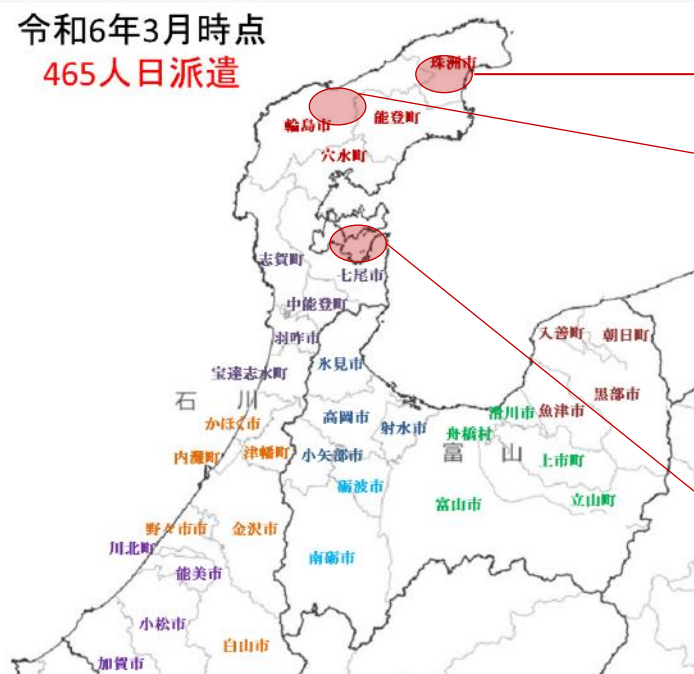 令和6年3月時点
465人日派遣
珠洲市
輪島市
能登町
穴水町
志賀町
七尾市
中能登町
羽咋市
宝達志水町
石川
かほく市
内灘町
津幡町
野々市市
金沢市
川北町
能美市
小松市
白山市
加賀市
氷見市
高岡市
射水市
小矢部市
砺波市
南砺市
富山
富山市
舟橋村
滑川市
上市町
立山町
入善町
朝日町
黒部市
魚津市